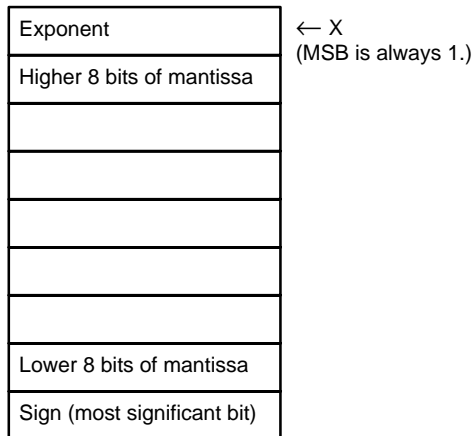 Exponent
← X
(MSB is always 1.)
Higher 8 bits of mantissa
Lower 8 bits of mantissa
Sign (most significant bit)